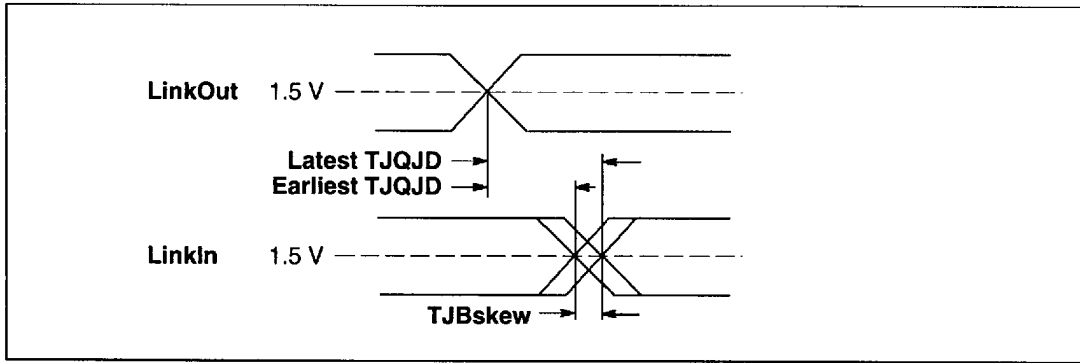 LinkOut 1.5 V
Latest TJQJD
Earliest TJQJD
LinkIn 1.5 V
TJBskew